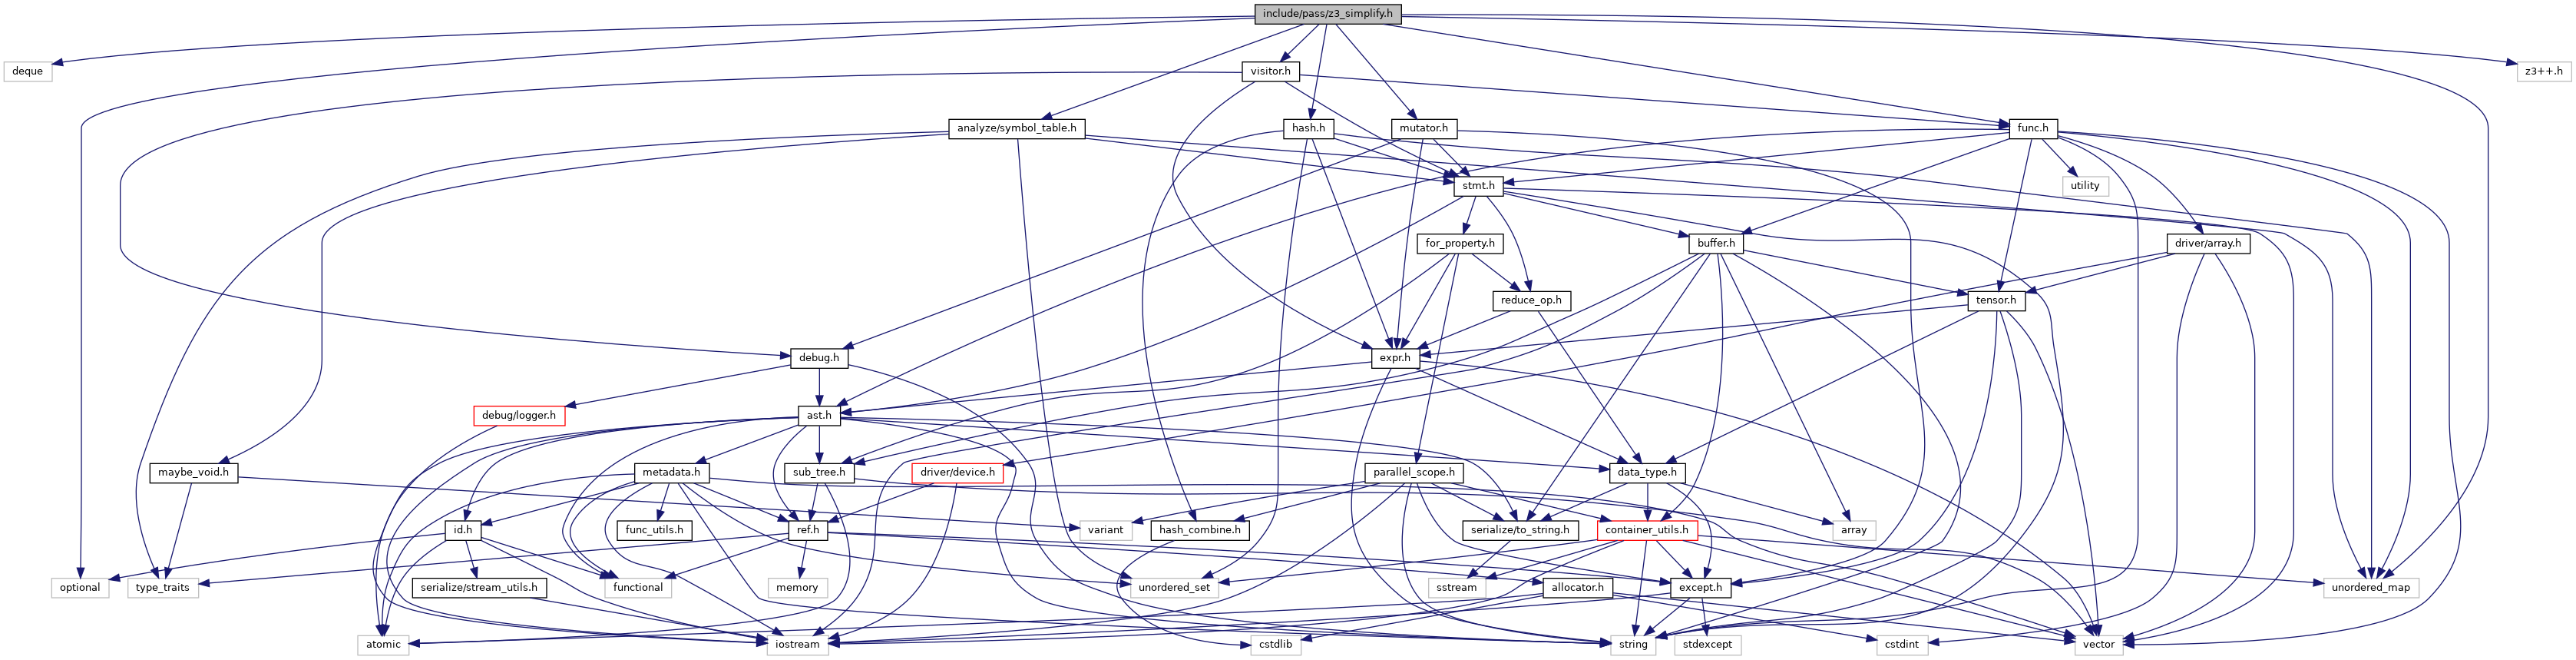 include/pass/z3_simplify.h
deque
visitor.h
z3++.h
analyze/symbol_table.h
hash.h
mutator.h
func.h
stmt.h
utility
for_property.h
buffer.h
driver/array.h
reduce_op.h
tensor.h
debug.h
expr.h
debug/logger.h
ast.h
maybe_void.h
metadata.h
sub_tree.h
driver/device.h
parallel_scope.h
data_type.h
id.h
func_utils.h
ref.h
variant
hash_combine.h
serialize/to_string.h
container_utils.h
array
optional
type_traits
serialize/stream_utils.h
functional
memory
unordered_set
sstream
allocator.h
except.h
unordered_map
atomic
iostream
cstdlib
string
stdexcept
cstdint
vector